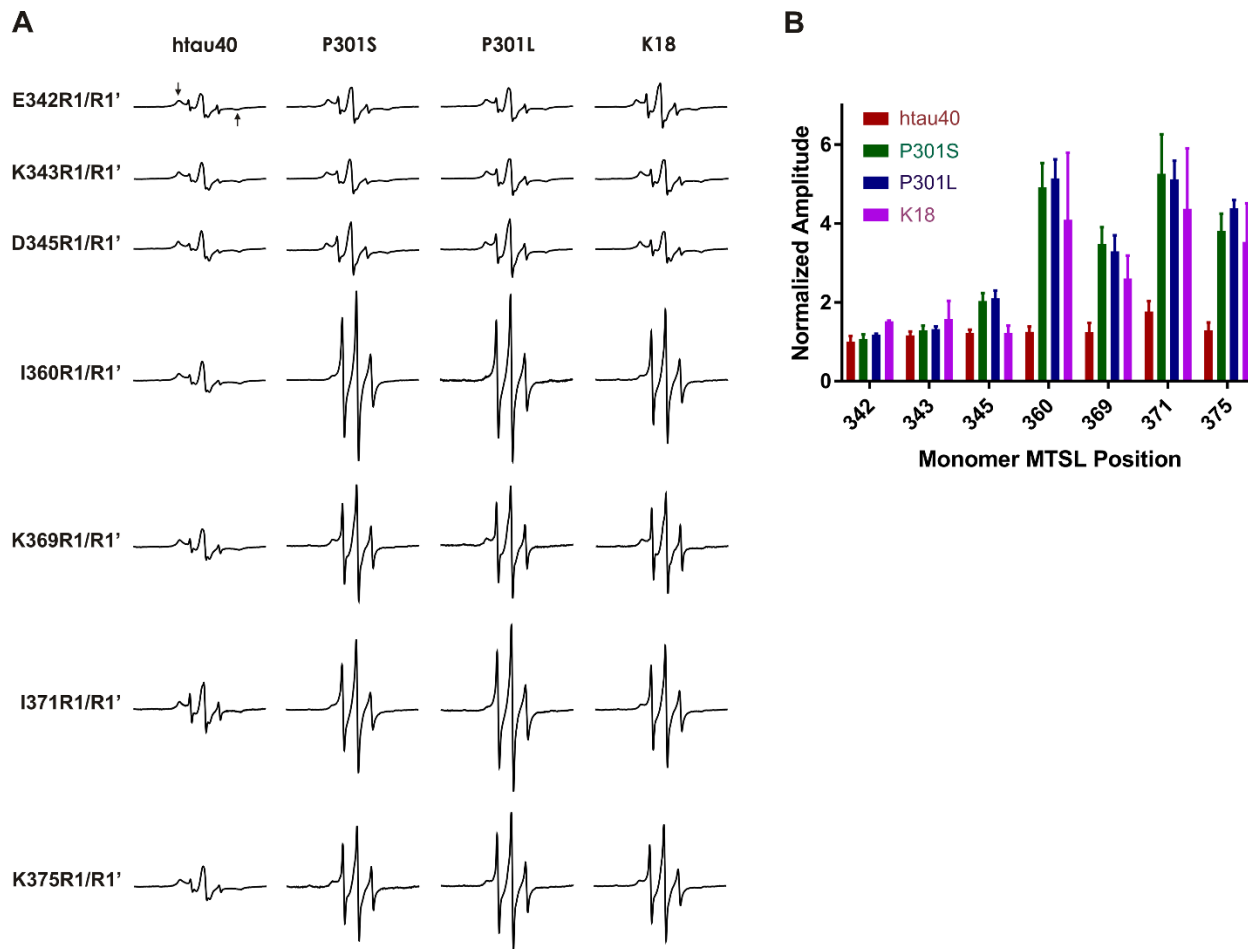 A
B
htau40 P301S P301L K18
E342R1/R1'
K343R1/R1'
D345R1/R1'
I360R1/R1'
K369R1/R1'
I371R1/R1'
K375R1/R1'
htau40
P301S
P301L
K18
Normalized Amplitude
6
4
2
0
342 343 345 360 369 371 375
Monomer MTSL Position